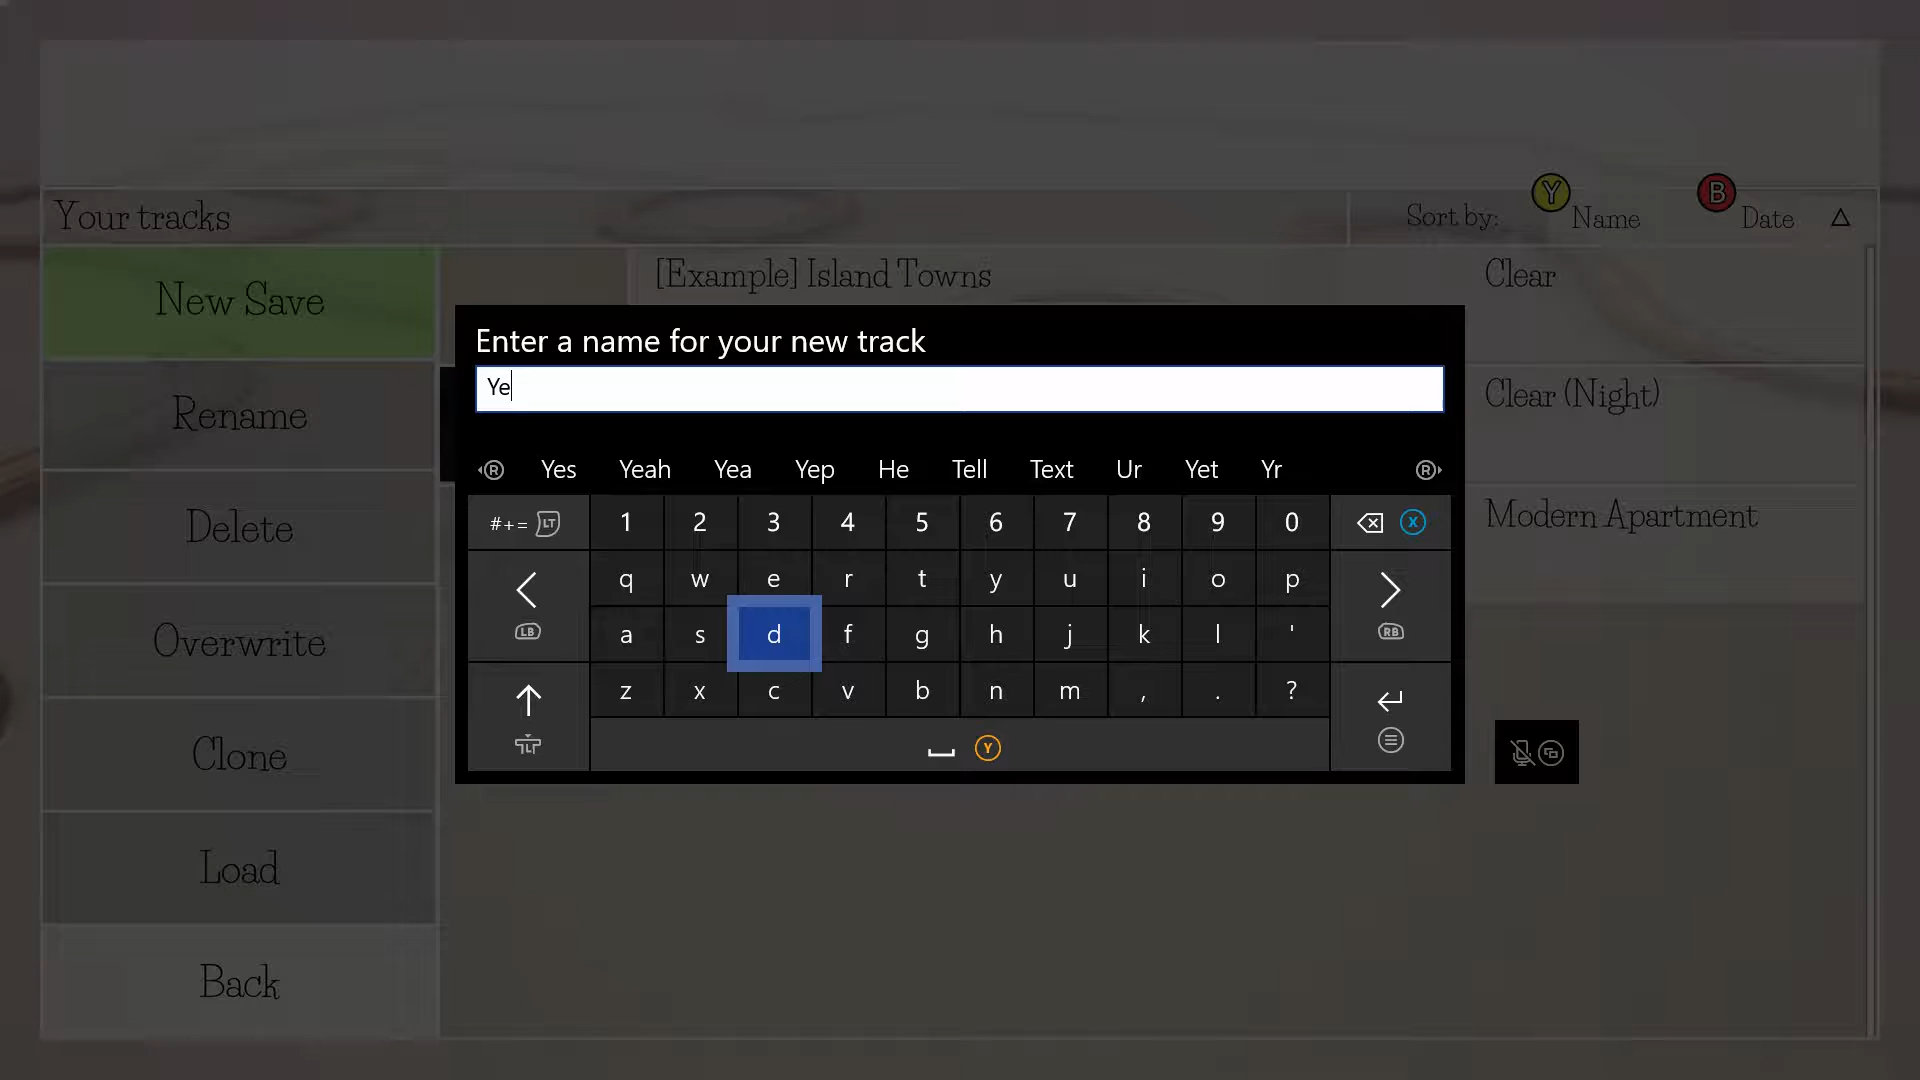 Your tracks
Sort by: Y Name B Date △
New Save
Rename
Delete
Overwrite
Clone
Load
Back
[Example] Island Towns Clear
Clear (Night)
Modern Apartment
Enter a name for your new track
Ye
R Yes Yeah Yea Yep He Tell Text Ur Yet Yr R
#+= LT 1 2 3 4 5 6 7 8 9 0 X
LB q w e r t y u i o p RB
a s d f g h j k l '
z x c v b n m , . ?
LT Y